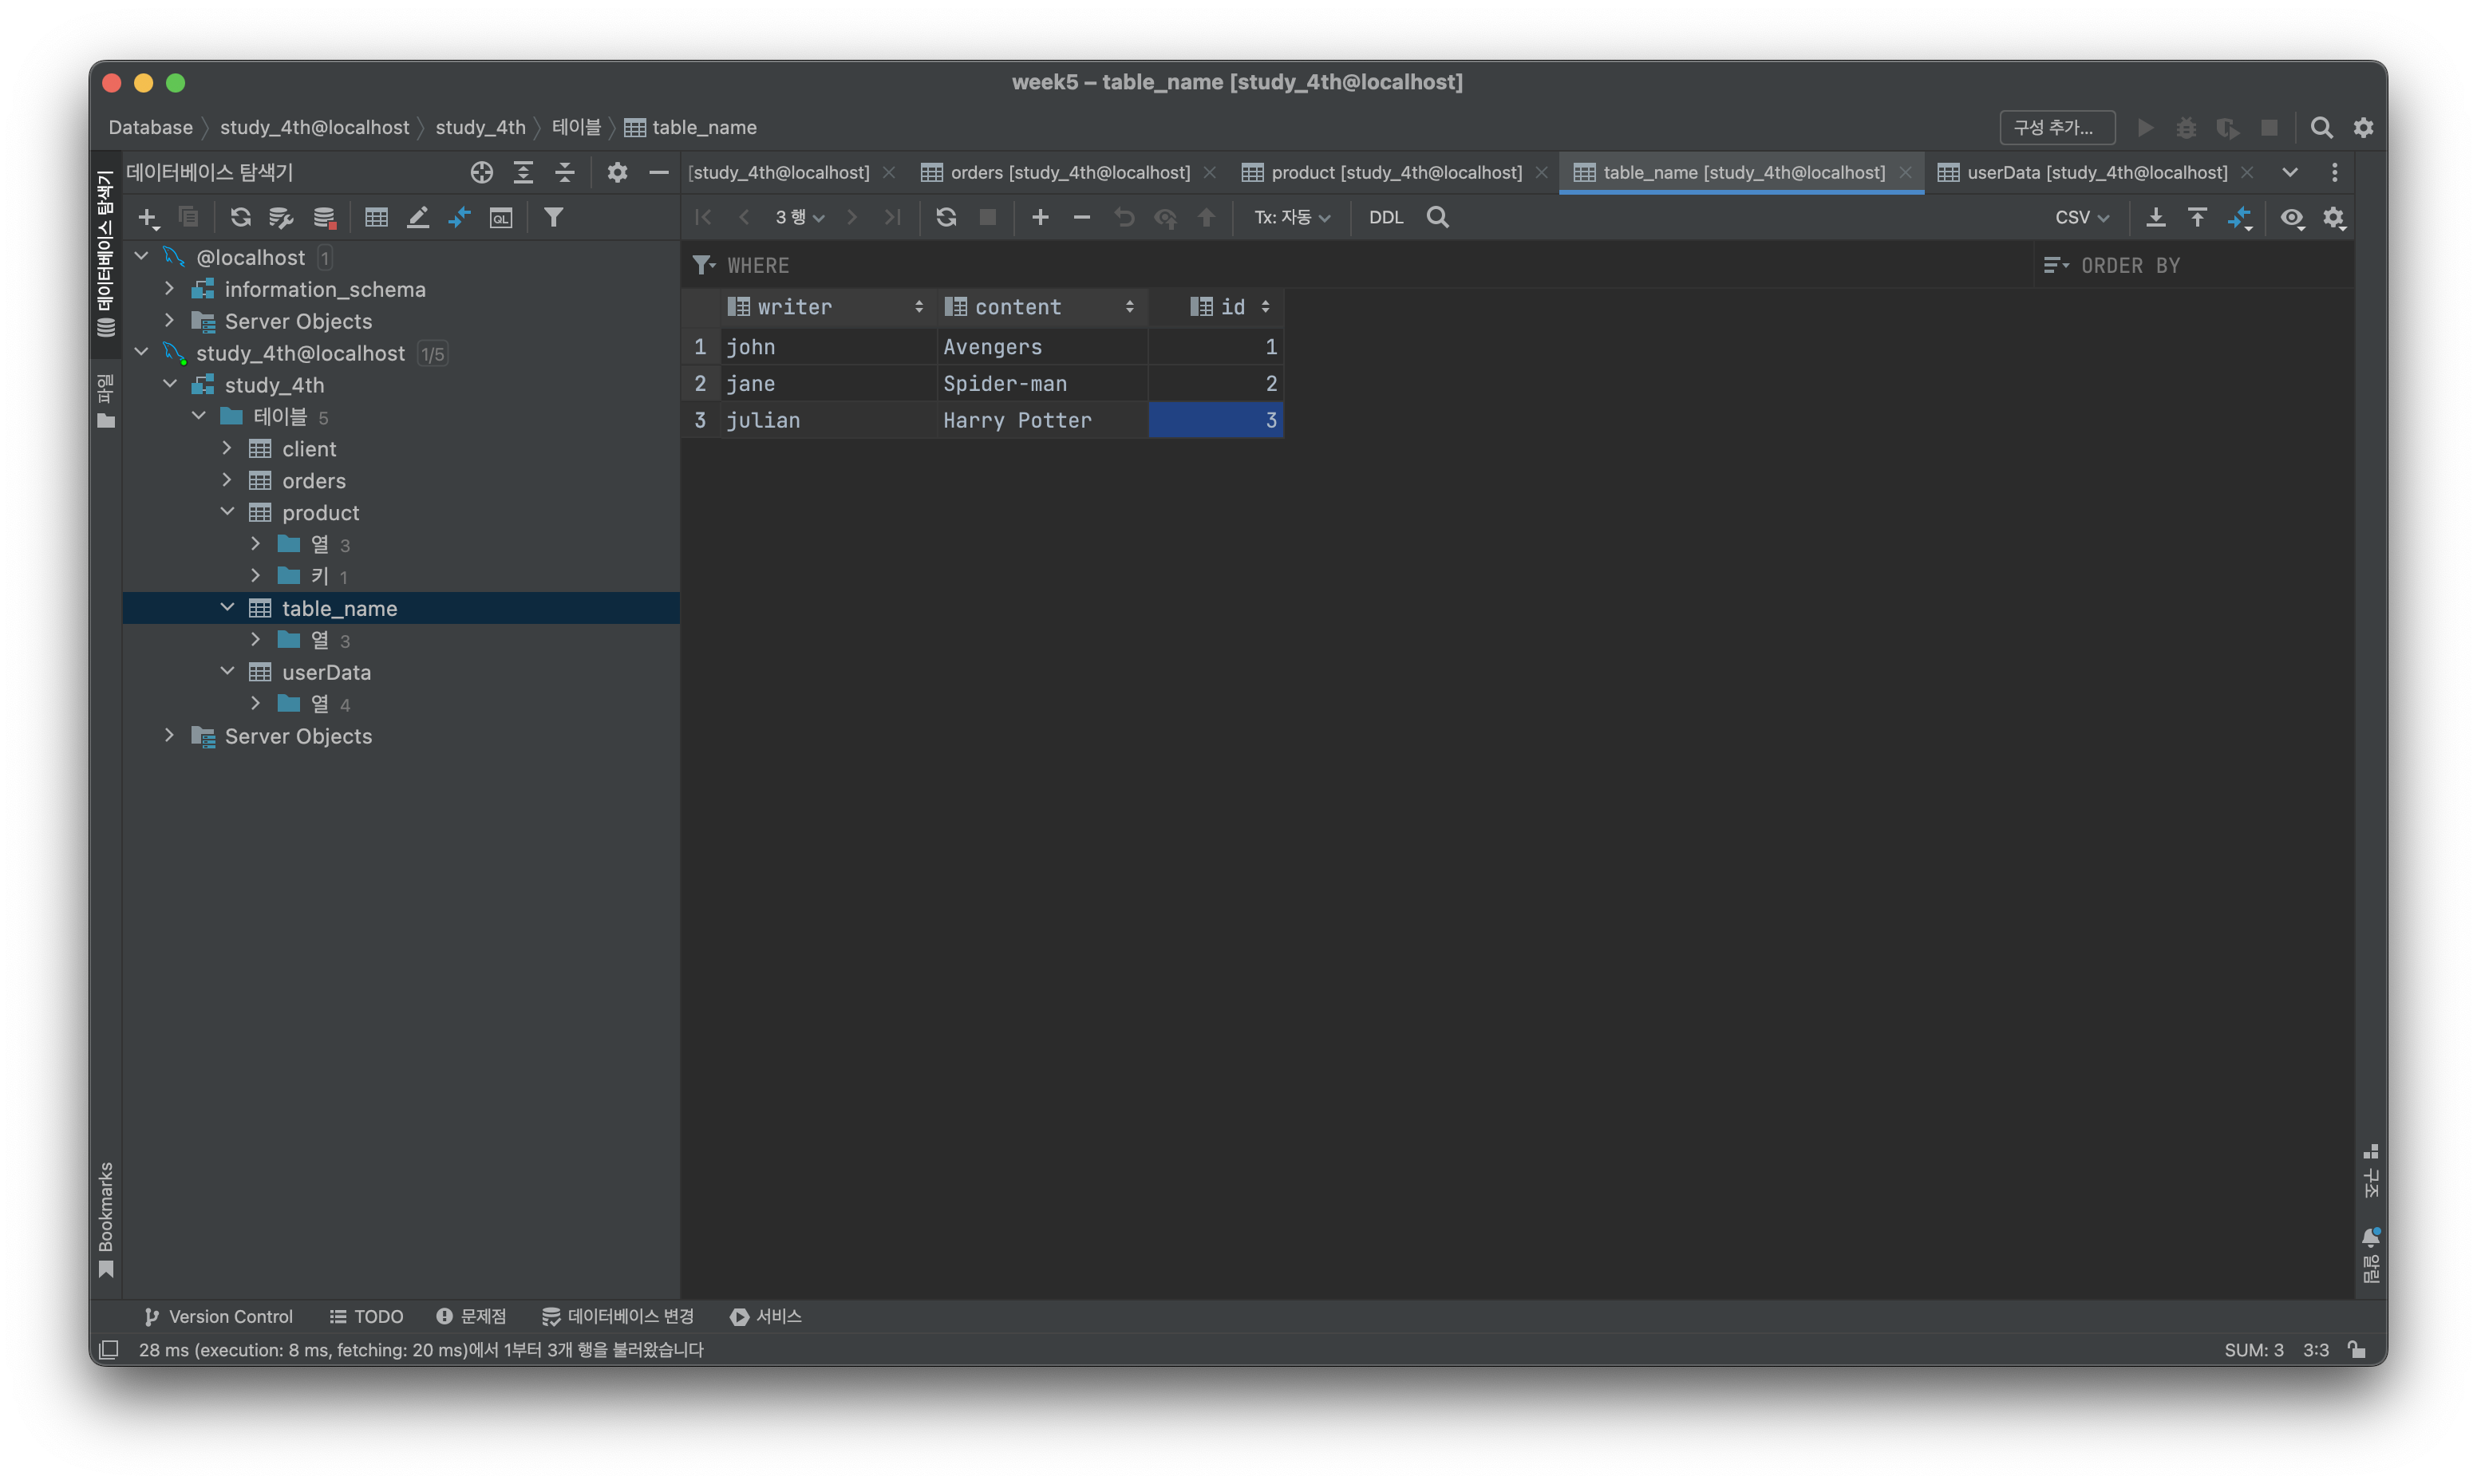 week5 – table_name [study_4th@localhost]
Database study_4th@localhost study_4th 테이블 table_name
구성 추가...
데이터베이스 탐색기
[study_4th@localhost] orders [study_4th@localhost] product [study_4th@localhost] table_name [study_4th@localhost] userData [study_4th@localhost]
QL
3 행 Tx: 자동 DDL CSV
WHERE ORDER BY
데이터베이스 탐색기
파일
Bookmarks
@localhost 1
information_schema
Server Objects
study_4th@localhost 1/5
study_4th
테이블 5
client
orders
product
열 3
키 1
table_name
열 3
userData
열 4
Server Objects
writer content id
1 john Avengers 1
2 jane Spider-man 2
3 julian Harry Potter 3
구조
알림
Version Control TODO 문제점 데이터베이스 변경 서비스
28 ms (execution: 8 ms, fetching: 20 ms)에서 1부터 3개 행을 불러왔습니다
SUM: 3 3:3